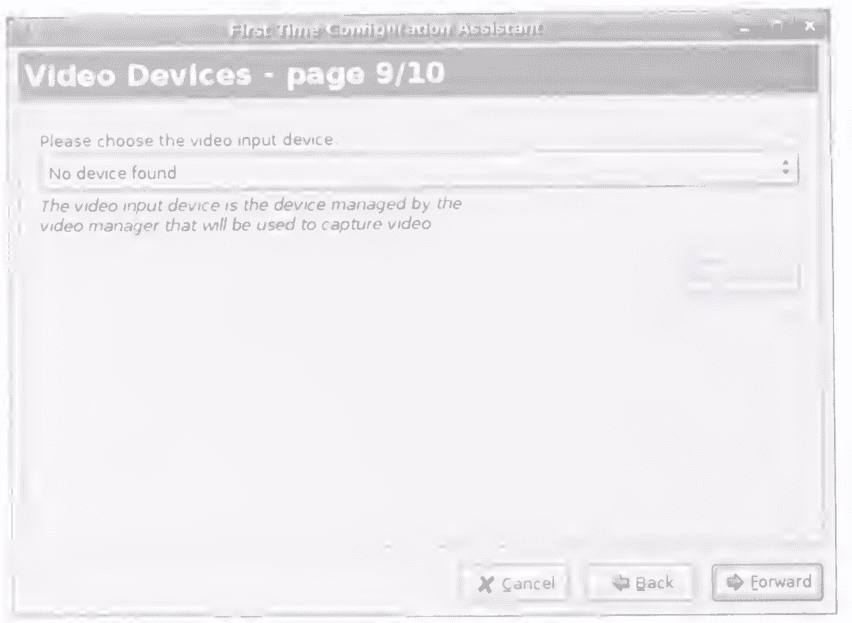 First Time Configuration Assistant
Video Devices - page 9/10
Please choose the video input device.
No device found
The video input device is the device managed by the
video manager that will be used to capture video
Cancel
Back
Forward